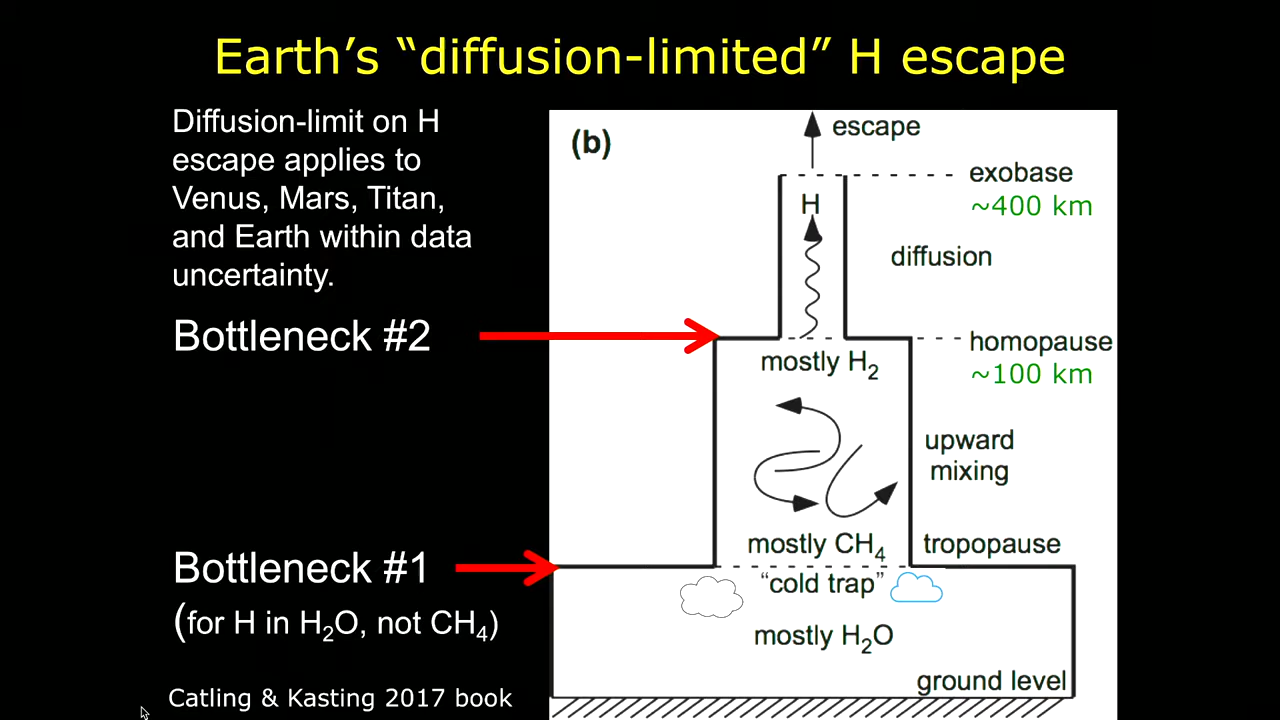 Earth's “diffusion-limited” H escape
Diffusion-limit on H
escape applies to
Venus, Mars, Titan,
and Earth within data
uncertainty.
Bottleneck #2
Bottleneck #1
(for H in H₂O, not CH₄)
Catling & Kasting 2017 book
(b)
escape
exobase
~400 km
H
diffusion
homopause
~100 km
mostly H₂
upward
mixing
mostly CH₄
tropopause
“cold trap”
mostly H₂O
ground level